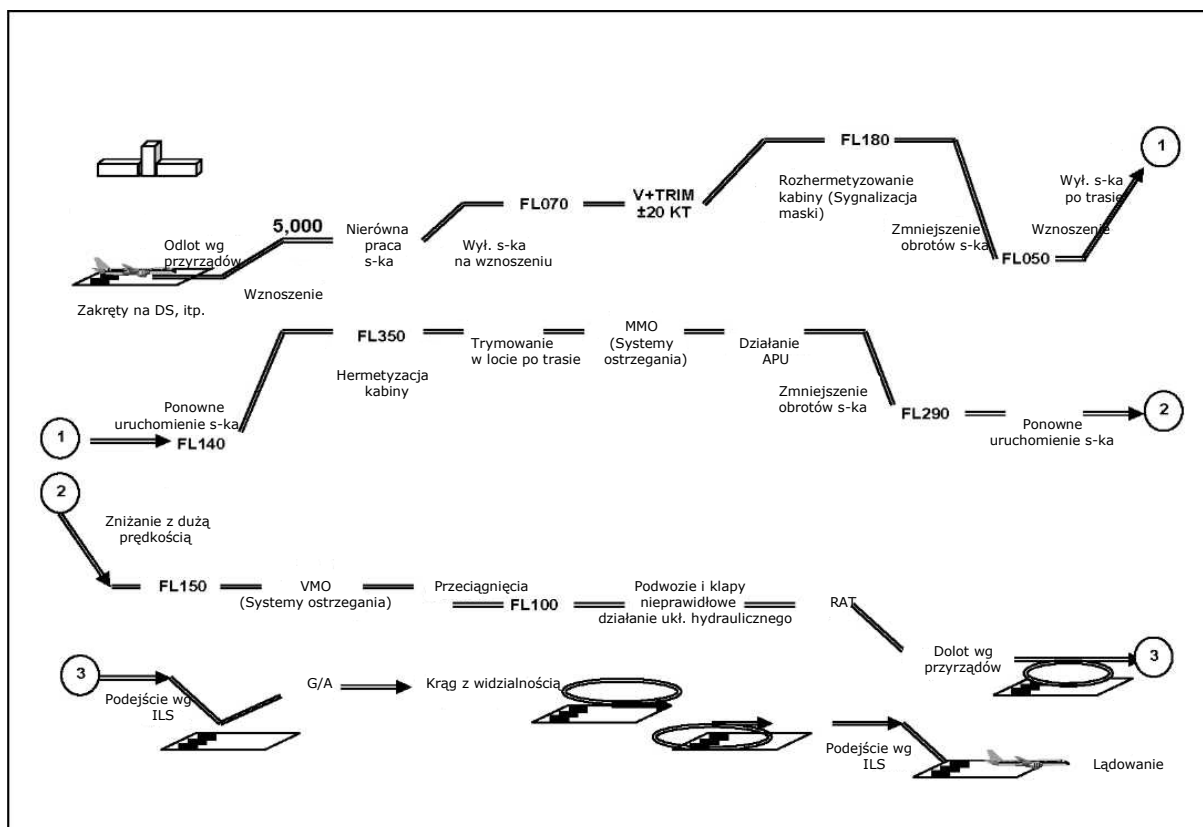 5,000
Odlot wg
przyrządów
Nierówna
praca
s-ka
FL070
Wył. s-ka
na wznoszeniu
V+TRIM
±20 KT
FL180
Rozhermetyzowanie
kabiny (Sygnalizacja
maski)
Zmniejszenie
obrotów s-ka
FL050
Wył. s-ka
po trasie
Wznoszenie
1
Zakręty na DS, itp.
Wznoszenie
1
Ponowne
uruchomienie s-ka
FL140
FL350
Hermetyzacja
kabiny
Trymowanie
w locie po trasie
MMO
(Systemy
ostrzegania)
Działanie
APU
Zmniejszenie
obrotów s-ka
FL290
Ponowne
uruchomienie s-ka
2
2
Zniżanie z dużą
prędkością
FL150
VMO
(Systemy ostrzegania)
Przeciągnięcia
FL100
Podwozie i klapy
nieprawidłowe
działanie ukł. hydraulicznego
RAT
Dolot wg
przyrządów
3
3
Podejście wg
ILS
G/A
Krąg z widzialnością
Podejście wg
ILS
Lądowanie